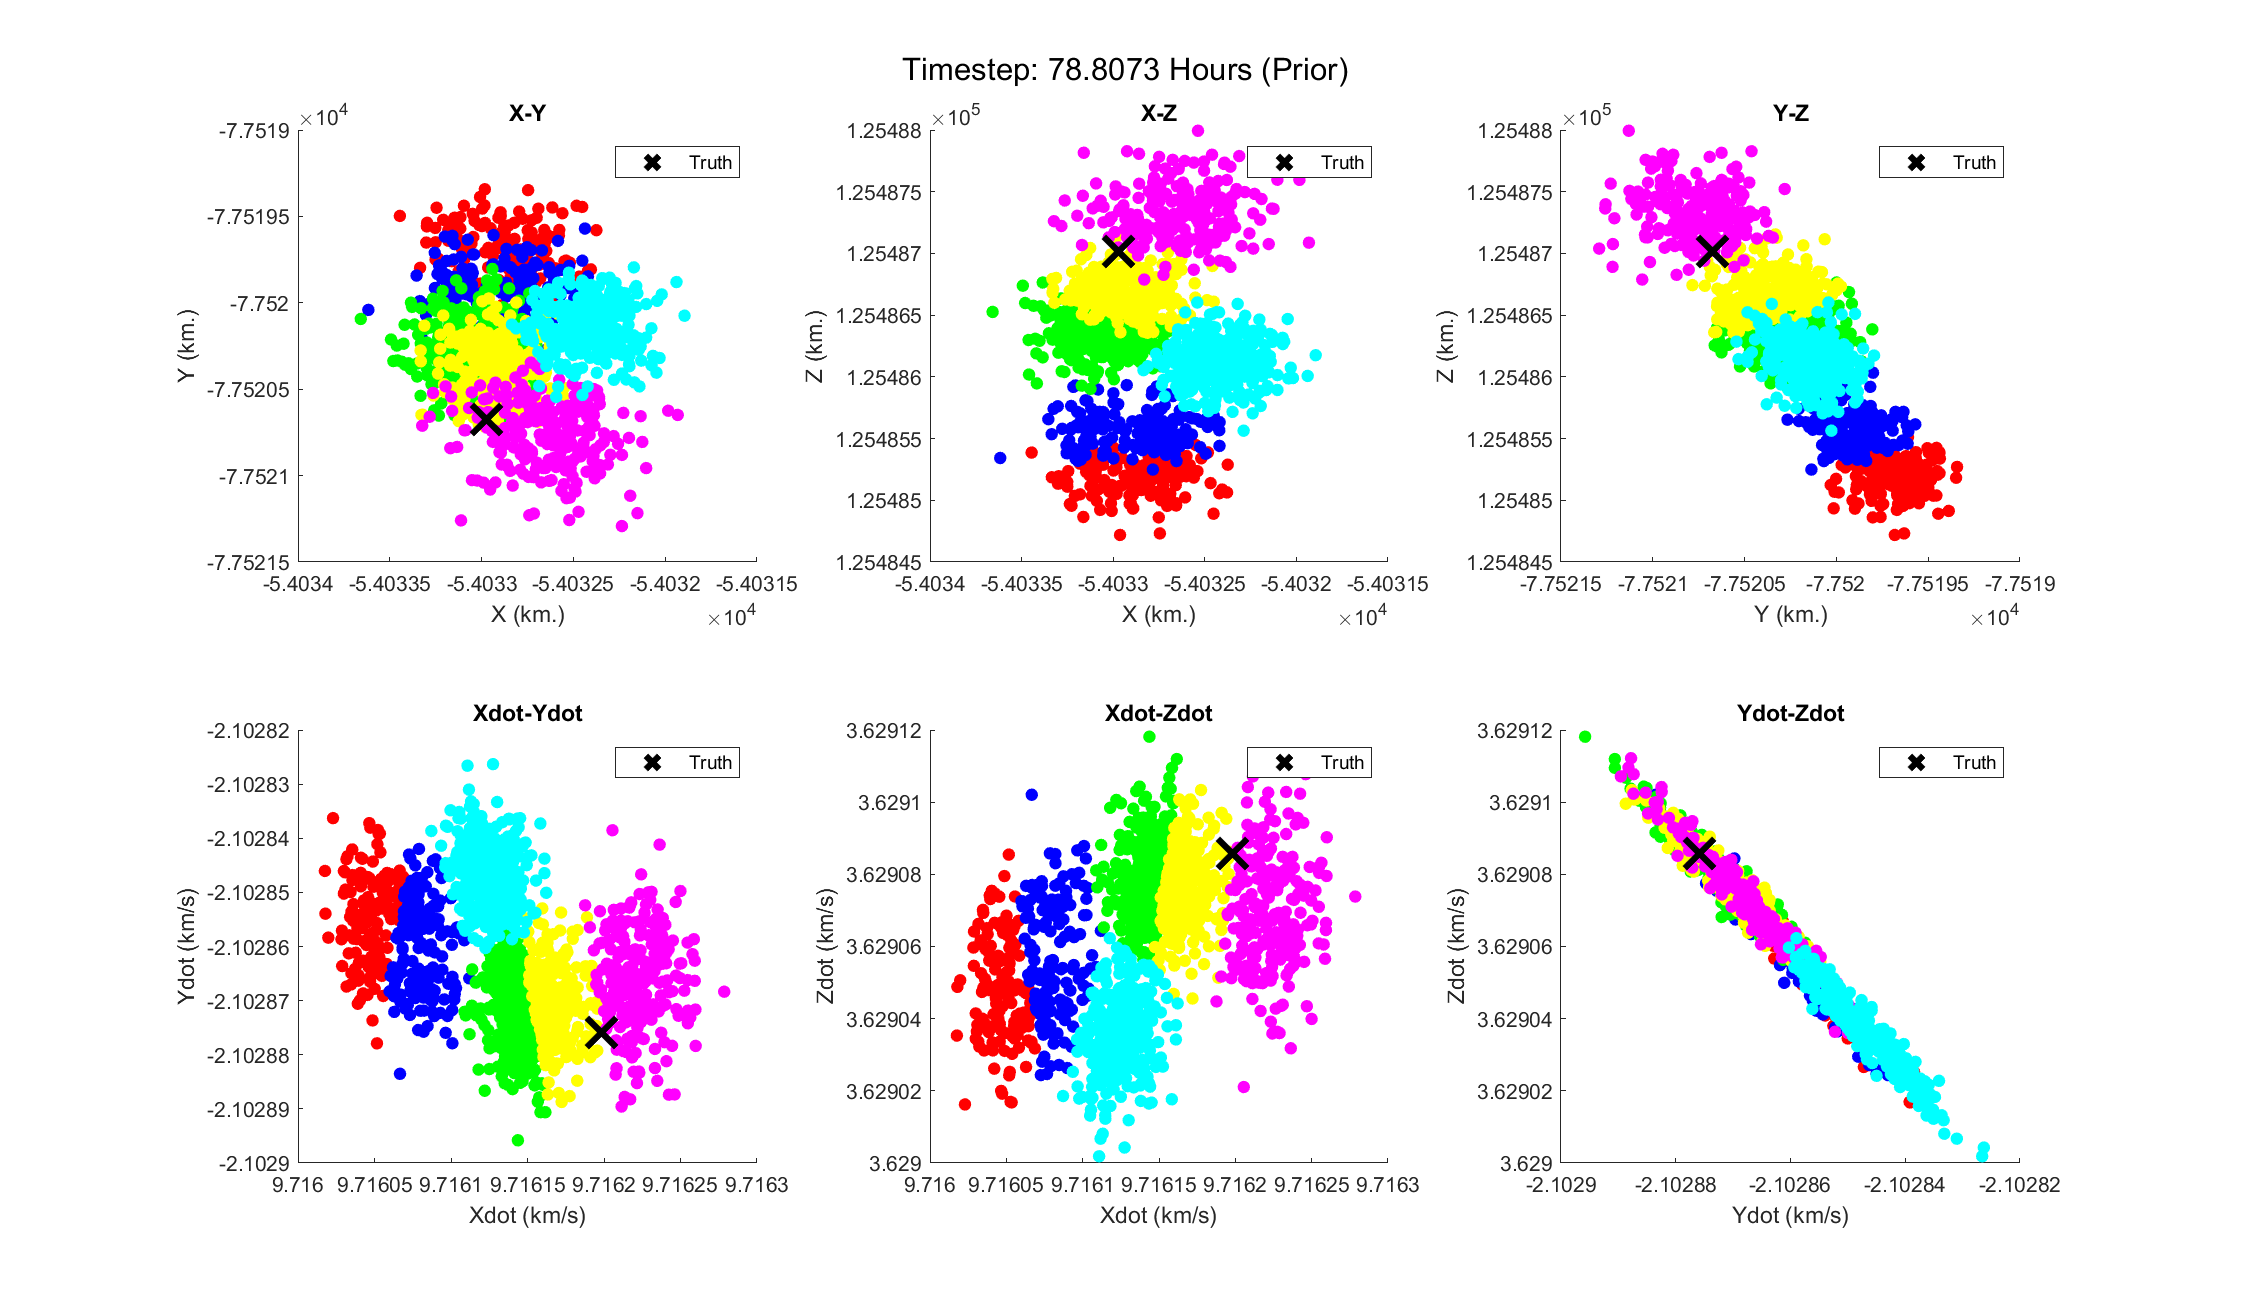 Timestep: 78.8073 Hours (Prior)
X-Y
×10^4
-7.7519
-7.75195
-7.752
-7.75205
-7.7521
-7.75215
Y (km.)
Truth
-5.4034 -5.40335 -5.4033 -5.40325 -5.4032 -5.40315
X (km.)
×10^4
X-Z
×10^5
1.25488
1.254875
1.25487
1.254865
1.25486
1.254855
1.25485
1.254845
Z (km.)
Truth
-5.4034 -5.40335 -5.4033 -5.40325 -5.4032 -5.40315
X (km.)
×10^4
Y-Z
×10^5
1.25488
1.254875
1.25487
1.254865
1.25486
1.254855
1.25485
1.254845
Z (km.)
Truth
-7.75215 -7.7521 -7.75205 -7.752 -7.75195 -7.7519
Y (km.)
×10^4
Xdot-Ydot
-2.10282
-2.10283
-2.10284
-2.10285
-2.10286
-2.10287
-2.10288
-2.10289
-2.1029
Ydot (km/s)
Truth
9.716 9.71605 9.7161 9.71615 9.7162 9.71625 9.7163
Xdot (km/s)
Xdot-Zdot
3.62912
3.6291
3.62908
3.62906
3.62904
3.62902
3.629
Zdot (km/s)
Truth
9.716 9.71605 9.7161 9.71615 9.7162 9.71625 9.7163
Xdot (km/s)
Ydot-Zdot
3.62912
3.6291
3.62908
3.62906
3.62904
3.62902
3.629
Zdot (km/s)
Truth
-2.1029 -2.10288 -2.10286 -2.10284 -2.10282
Ydot (km/s)